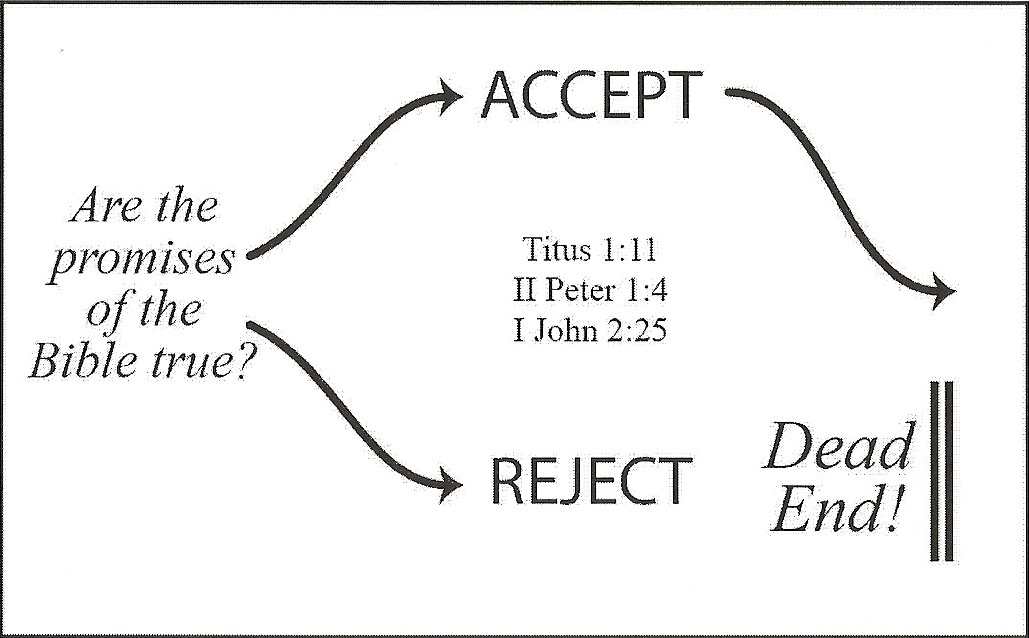 ACCEPT
Are the
promises
of the
Bible true?
Titus 1:11
II Peter 1:4
I John 2:25
REJECT
Dead
End!